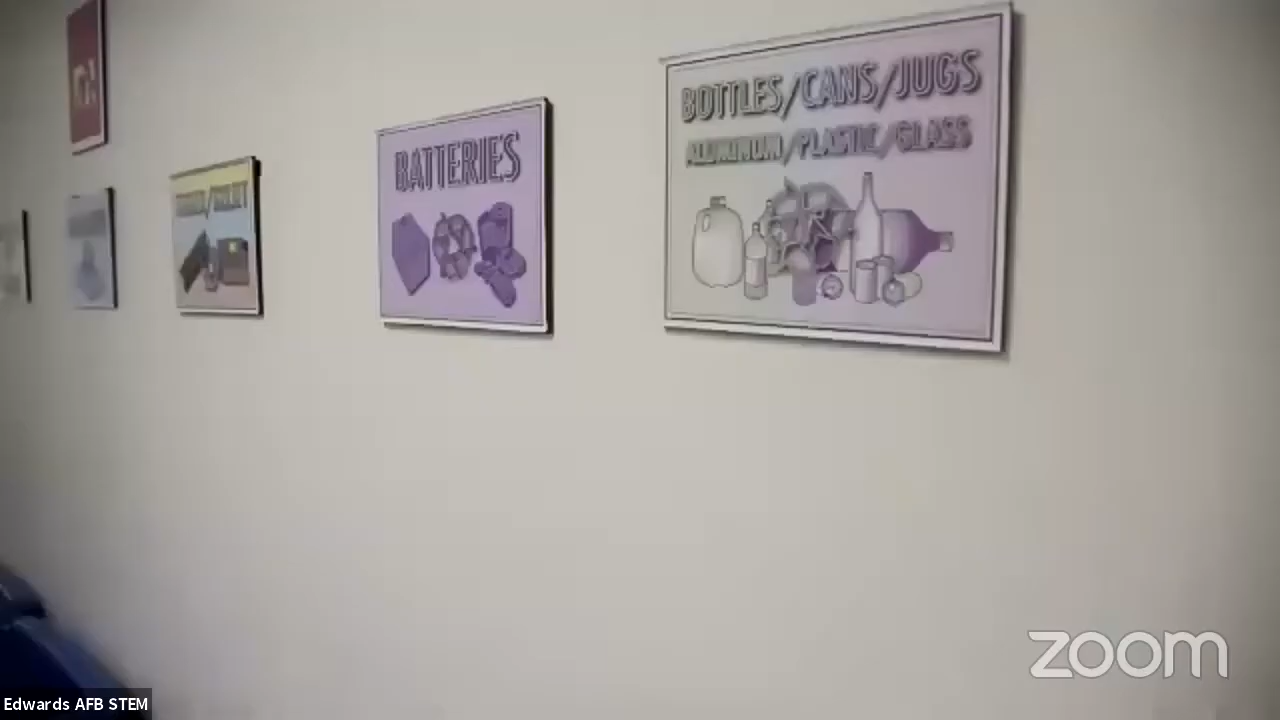 BATTERIES
BOTTLES/CANS/JUGS
ALUMINUM/PLASTIC/GLASS
zoom
Edwards AFB STEM